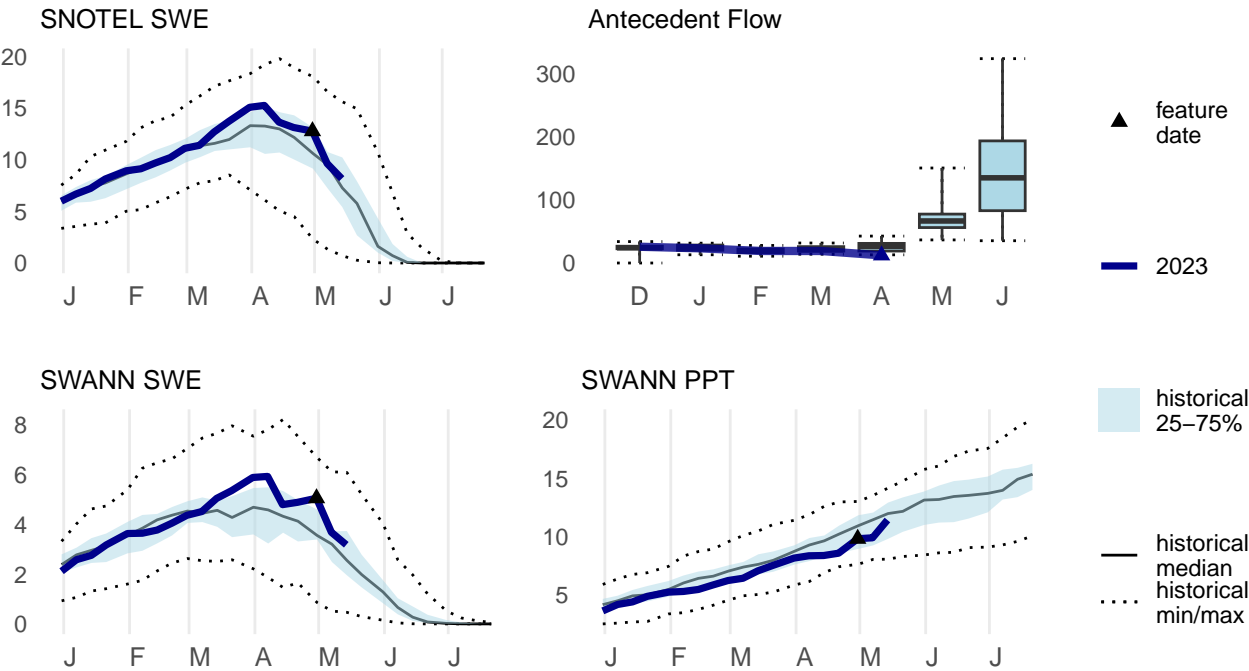 SNOTEL SWE
20
15
10
5
0
J F M A M J J
Antecedent Flow
300
200
100
0
D J F M A M J
SWANN SWE
8
6
4
2
0
J F M A M J J
SWANN PPT
20
15
10
5
J F M A M J J
feature
date
2023
historical
25–75%
historical
median
historical
min/max